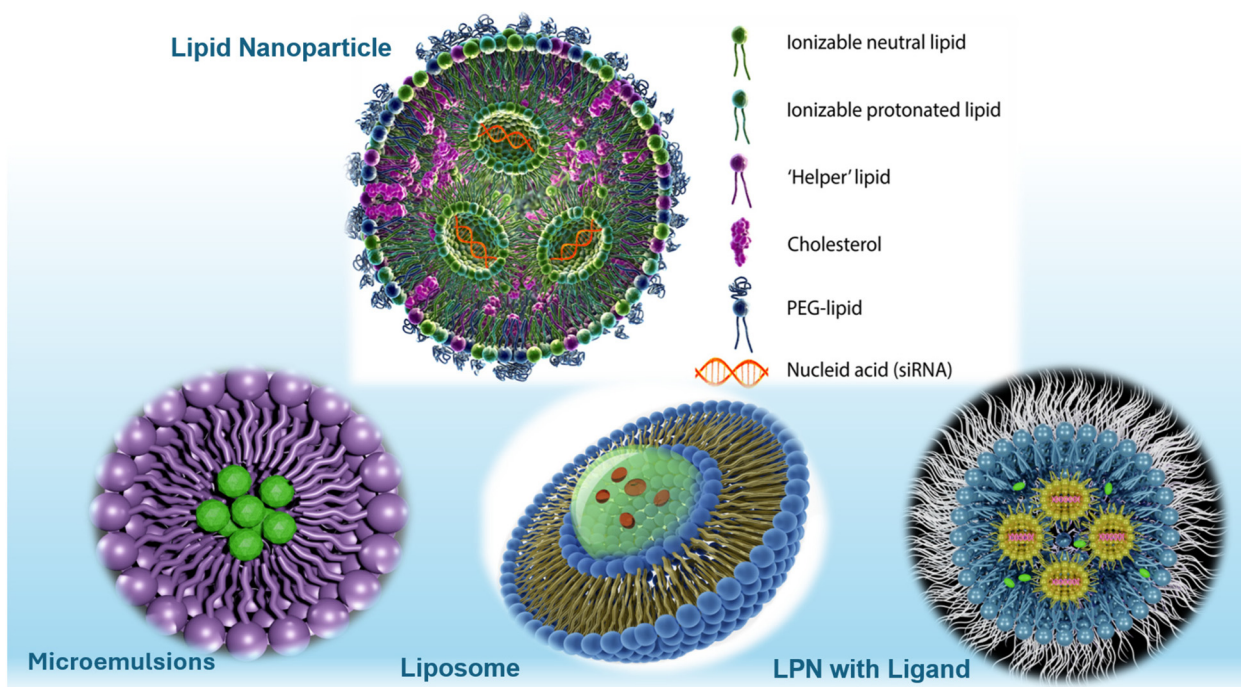 Lipid Nanoparticle
Ionizable neutral lipid
Ionizable protonated lipid
‘Helper’ lipid
Cholesterol
PEG-lipid
Nucleid acid (siRNA)
Microemulsions
Liposome
LPN with Ligand